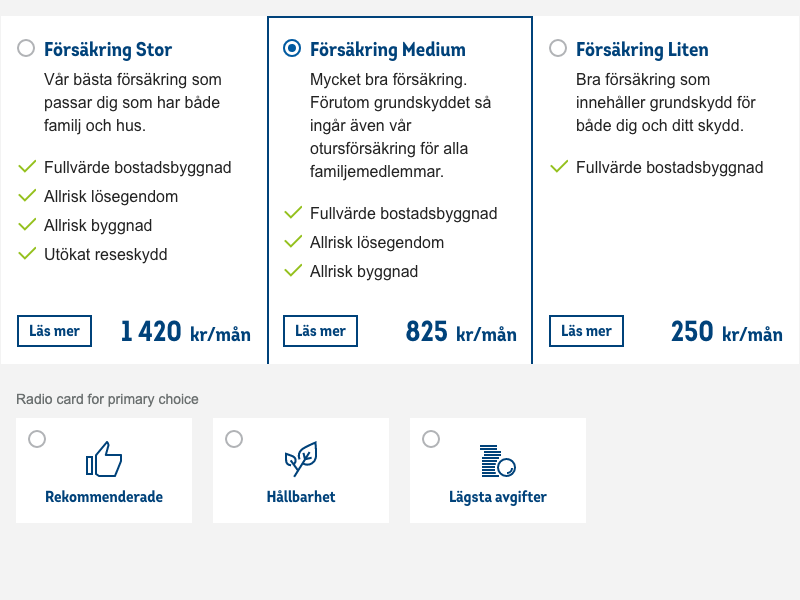 Försäkring Stor
Vår bästa försäkring som
passar dig som har både
familj och hus.
Fullvärde bostadsbyggnad
Allrisk lösegendom
Allrisk byggnad
Utökat reseskydd
Läs mer
1 420 kr/mån
Försäkring Medium
Mycket bra försäkring.
Förutom grundskyddet så
ingår även vår
otursförsäkring för alla
familjemedlemmar.
Fullvärde bostadsbyggnad
Allrisk lösegendom
Allrisk byggnad
Läs mer
825 kr/mån
Försäkring Liten
Bra försäkring som
innehåller grundskydd för
både dig och ditt skydd.
Fullvärde bostadsbyggnad
Läs mer
250 kr/mån
Radio card for primary choice
Rekommenderade
Hållbarhet
Lägsta avgifter